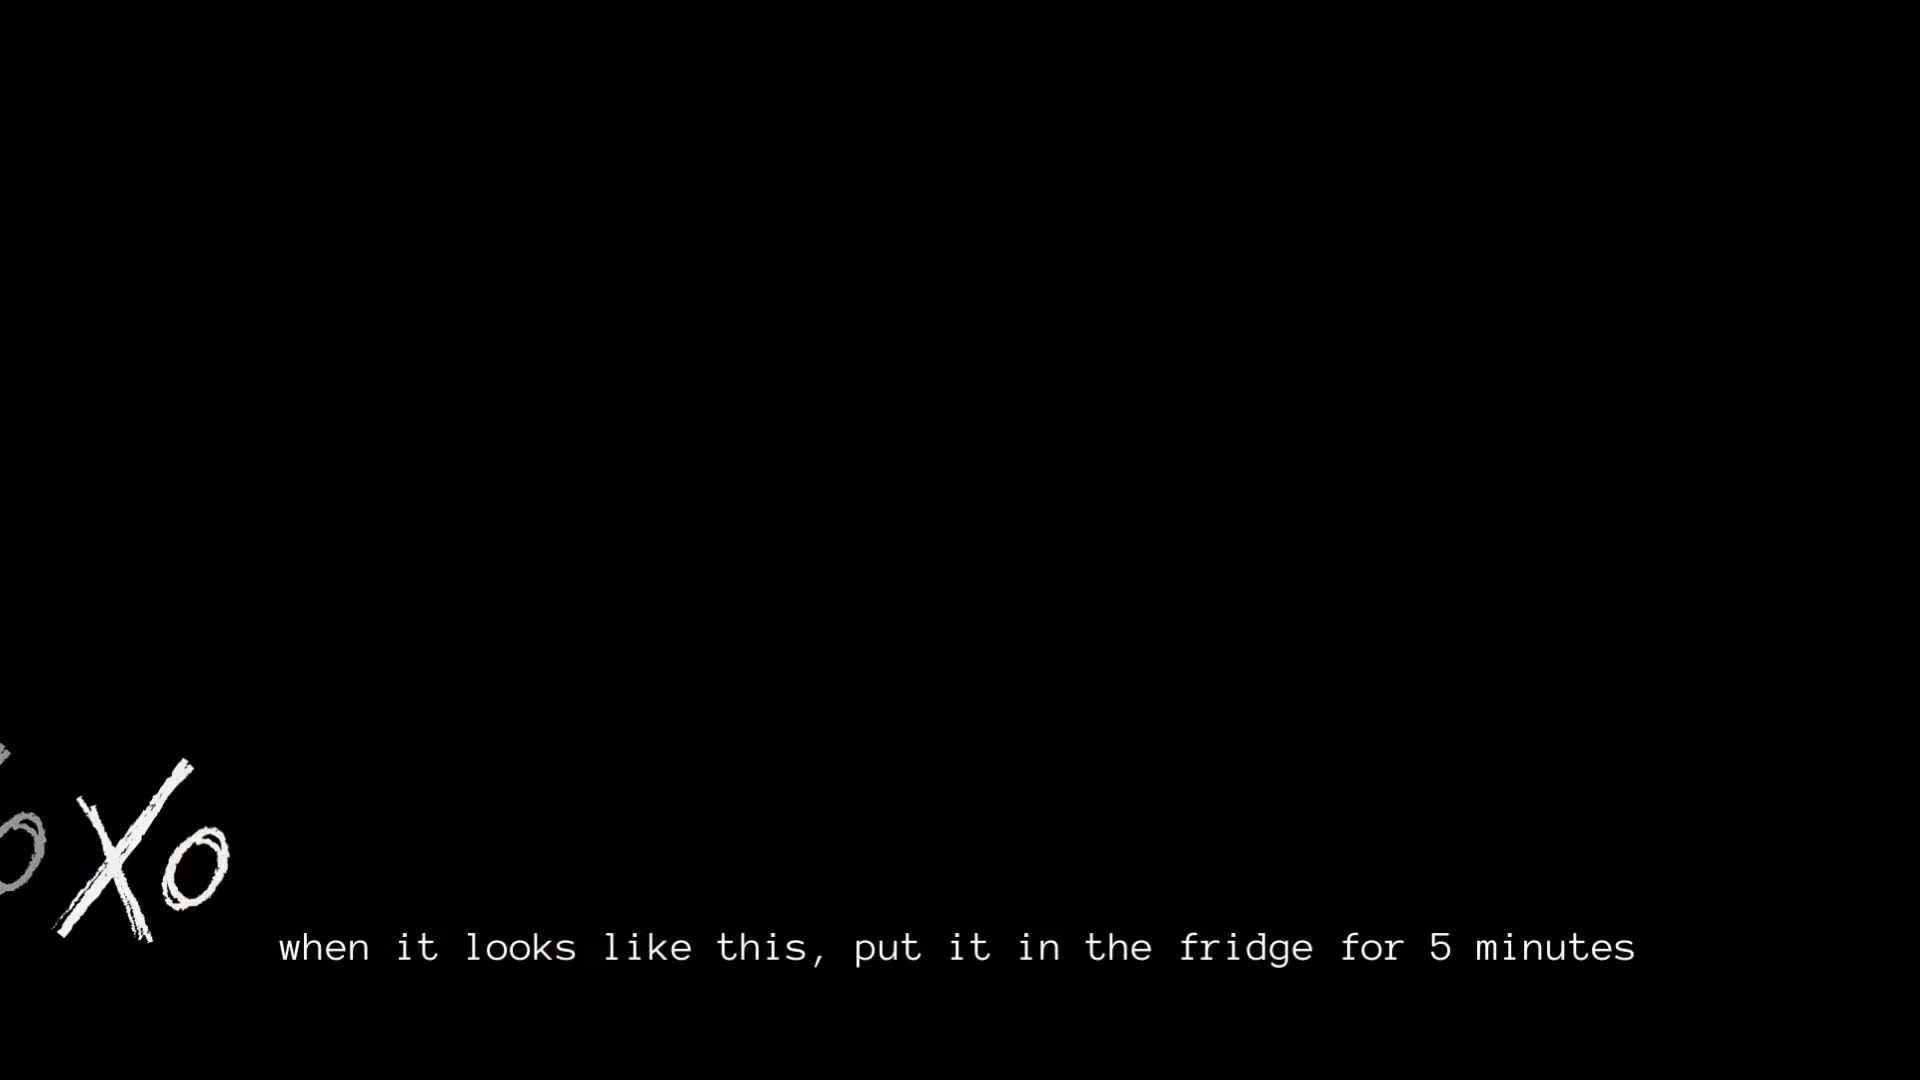 Xo
when it looks like this, put it in the fridge for 5 minutes